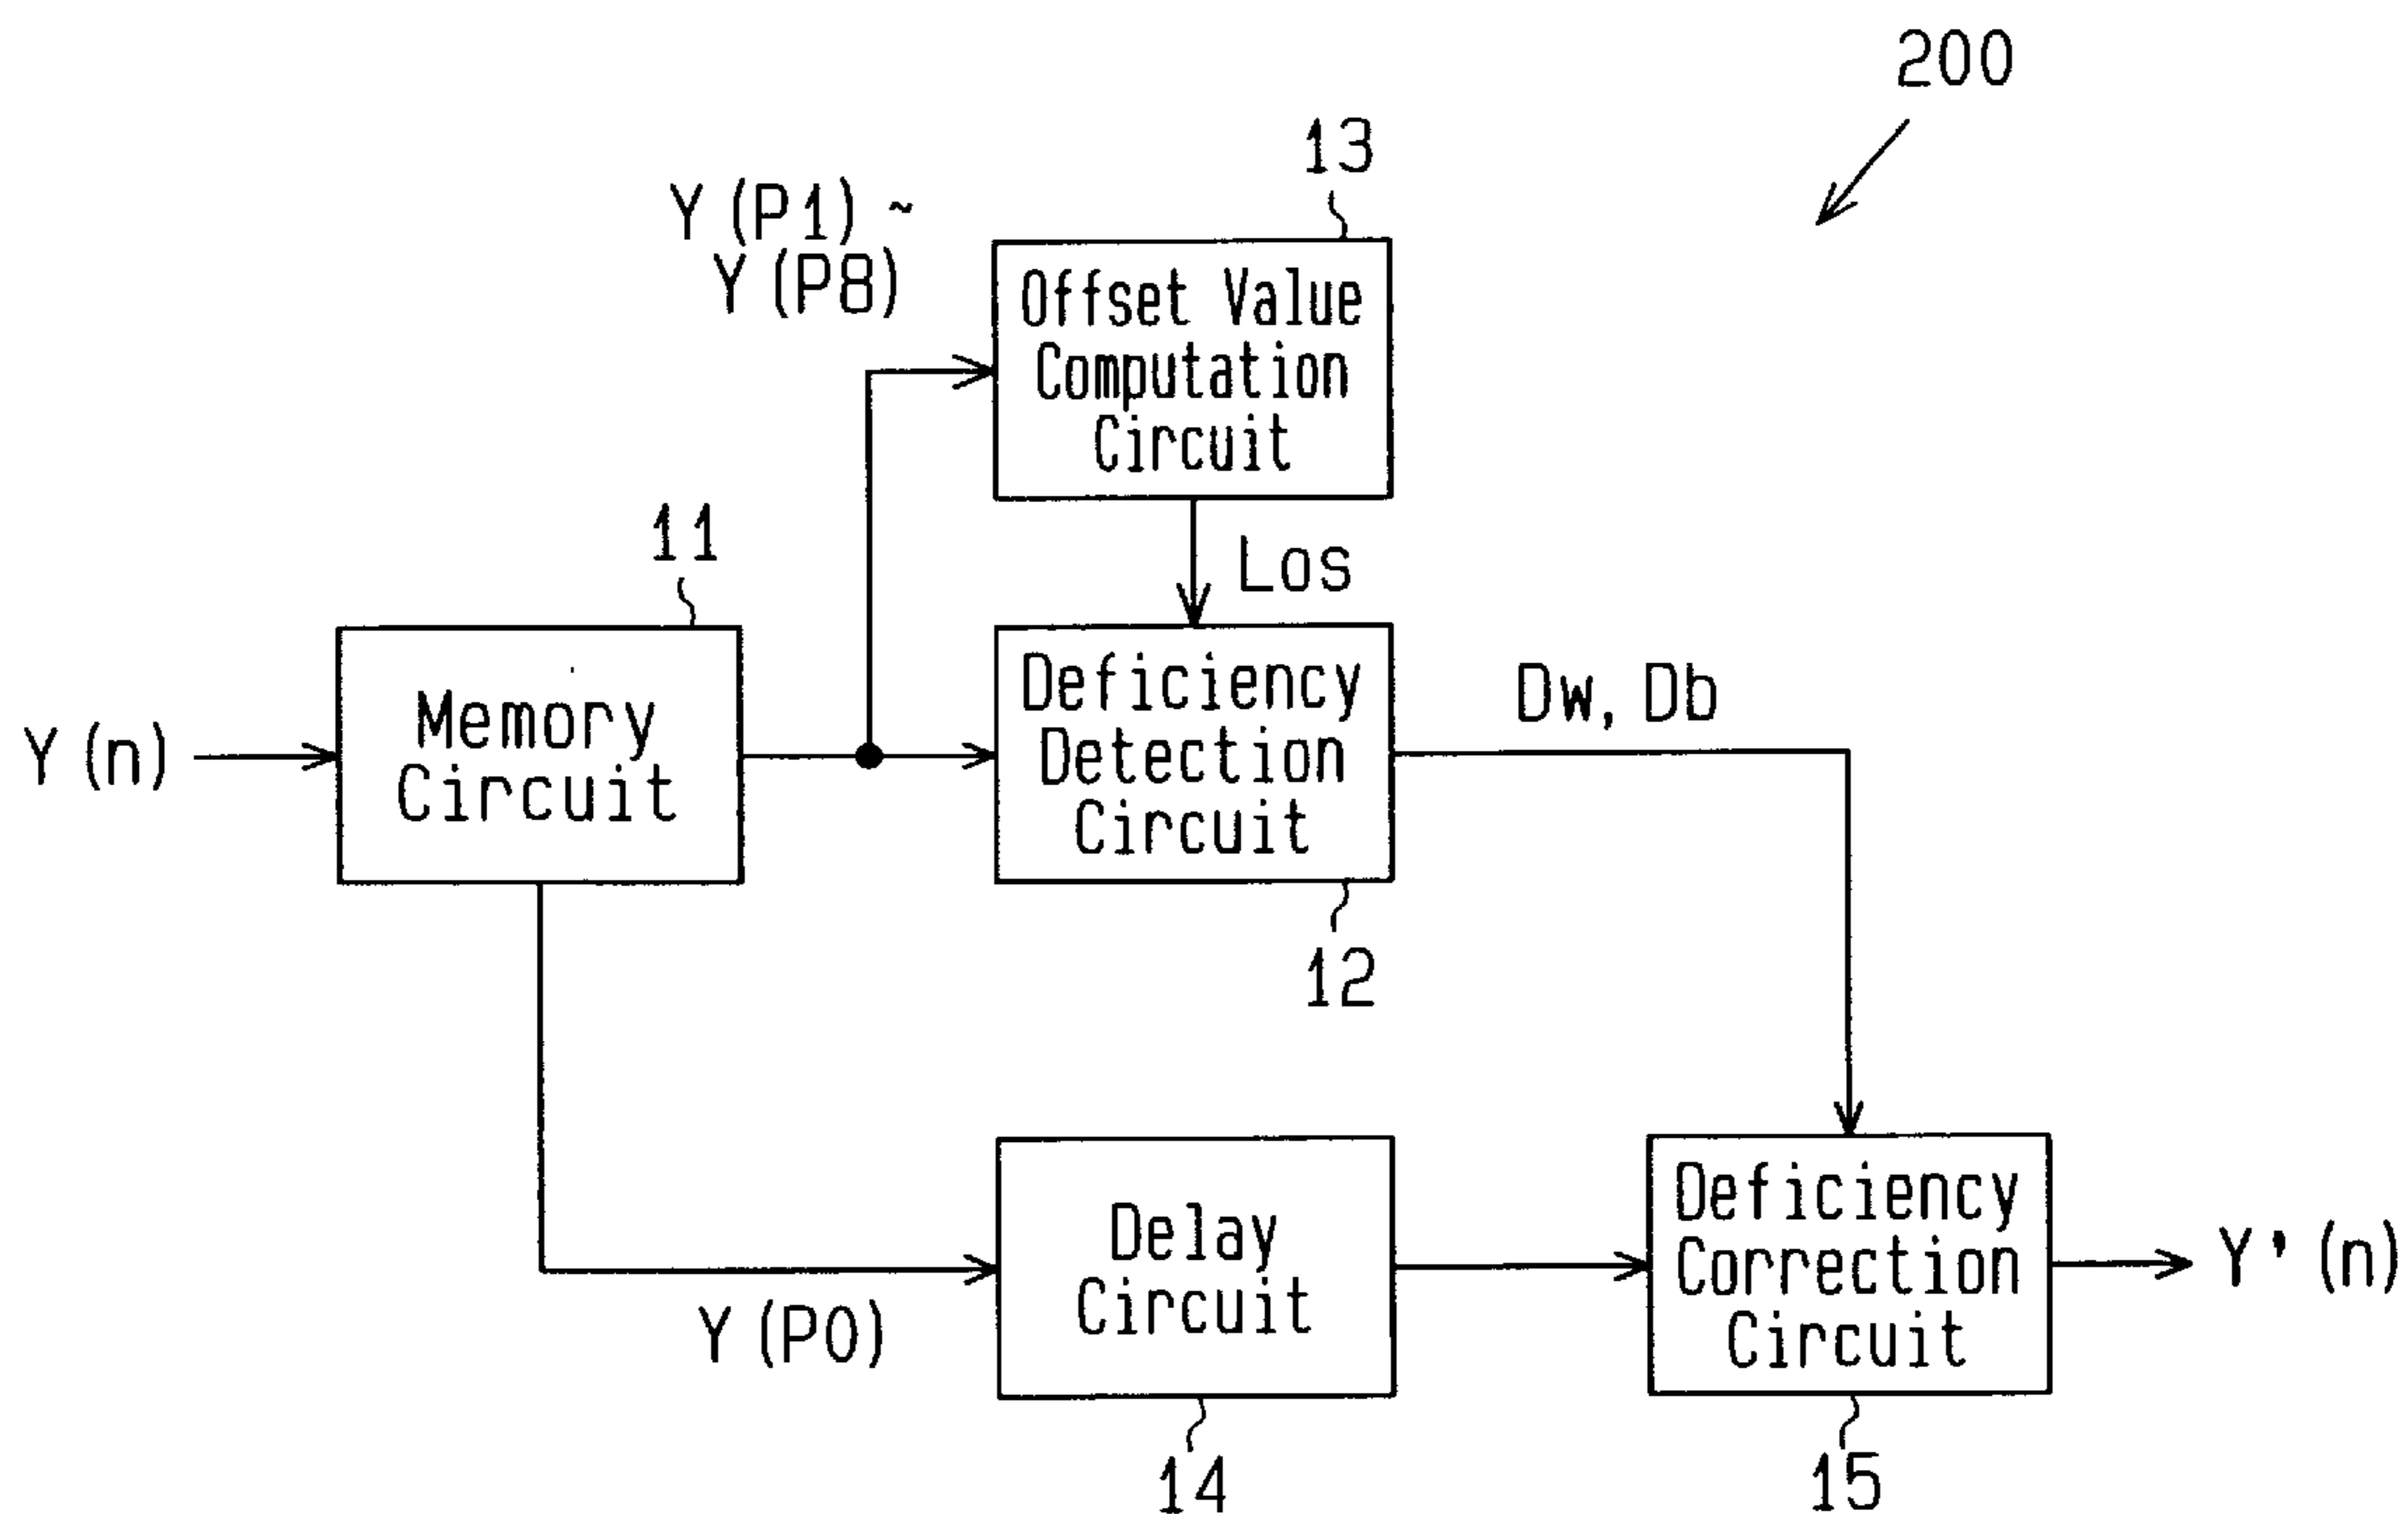 200
13
Y (P1) ~
Y (P8)
Offset Value
Computation
Circuit
11
Los
Memory
Circuit
Deficiency
Detection
Circuit
Dw, Db
Y (n)
12
Delay
Circuit
Deficiency
Correction
Circuit
Y' (n)
Y (P0)
14
15